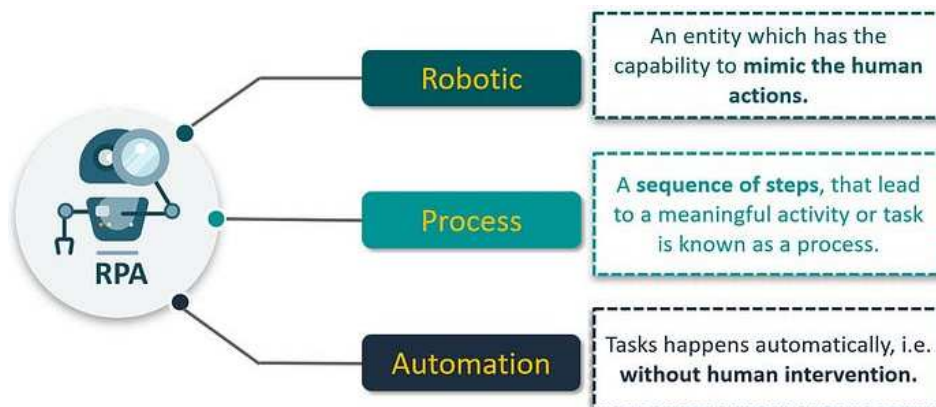 Robotic
An entity which has the
capability to mimic the human
actions.
RPA
Process
A sequence of steps, that lead
to a meaningful activity or task
is known as a process.
Automation
Tasks happens automatically, i.e.
without human intervention.